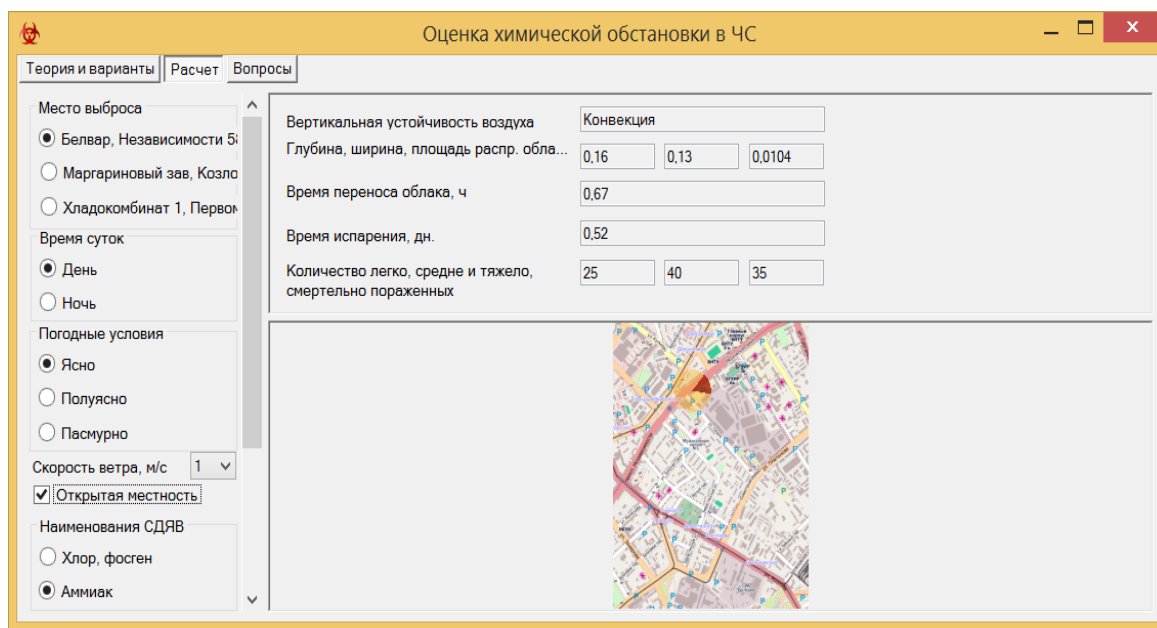 Оценка химической обстановки в ЧС
Теория и варианты Расчет Вопросы
Место выброса
Белвар, Независимости 58
Маргариновый зав, Козло
Хладокомбинат 1, Первом
Время суток
День
Ночь
Погодные условия
Ясно
Полуясно
Пасмурно
Скорость ветра, м/с 1
Открытая местность
Наименования СДЯВ
Хлор, фосген
Аммиак
Вертикальная устойчивость воздуха Конвекция
Глубина, ширина, площадь распр. обла... 0,16 0,13 0,0104
Время переноса облака, ч 0,67
Время испарения, дн. 0,52
Количество легко, средне и тяжело, 25 40 35
смертельно пораженных